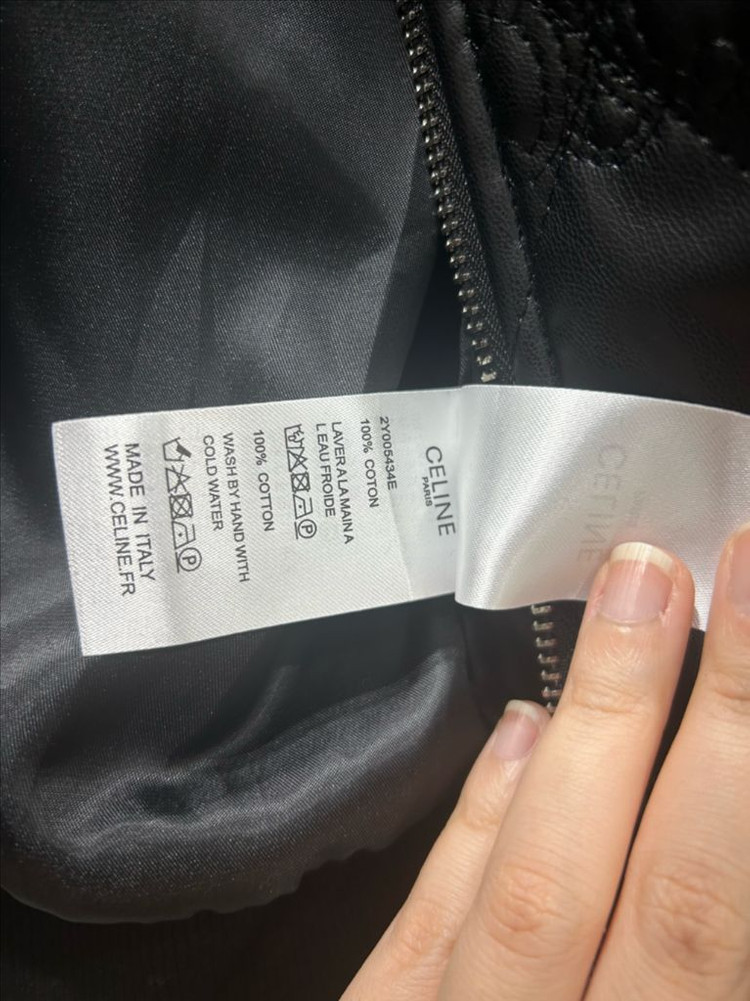 CELINE
PARIS
2Y005434E
100% COTON
LAVER A LA MAIN A
L EAU FROIDE
P
100% COTTON
WASH BY HAND WITH
COLD WATER
P
MADE IN ITALY
WWW.CELINE.FR
CELINE